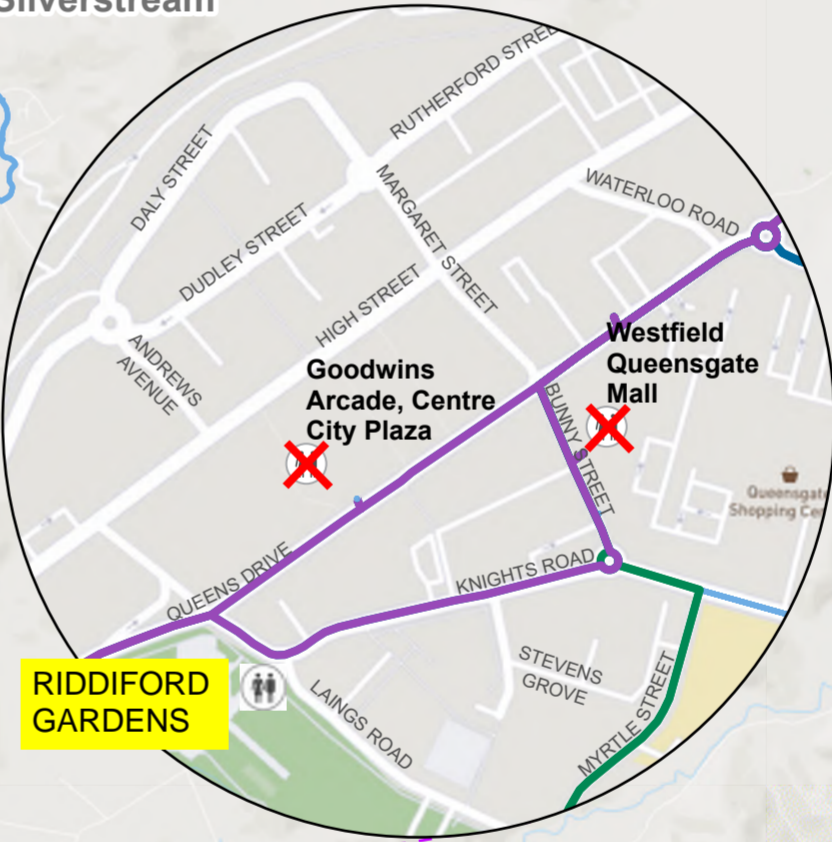 Silverstream
RUTHERFORD STREE
DALY STREET
MARGARET STREET
WATERLOO ROAD
DUDLEY STREET
HIGH STREET
ANDREWS
AVENUE
Westfield
Queensgate
Mall
Goodwins
Arcade, Centre
City Plaza
BUNNY STREET
Queensgate
Shopping Cen
QUEENS DRIVE
KNIGHTS ROAD
RIDDIFORD
GARDENS
LAINGS ROAD
STEVENS
GROVE
MYRTLE STREET